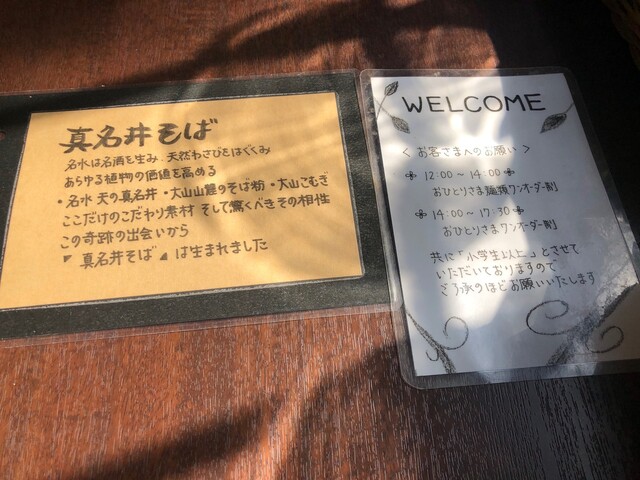 真名井そば
名水は名酒を生み、天然わさびをはぐくみ
あらゆる植物の価値を高める
・名水 天の真名井・大山山麓のそば粉・大山こむぎ
ここだけのこだわり素材 そして驚くべきその相性
この奇跡の出会いから
◤真名井そば◢ は生まれました
WELCOME
< お客さまへのお願い >
12:00 ~ 14:00
おひとりさま麺類ワンオーダー制
14:00 ~ 17:30
おひとりさまワンオーダー制
共に「小学生以上」とさせて
いただいておりますので
ご了承のほどお願いいたします